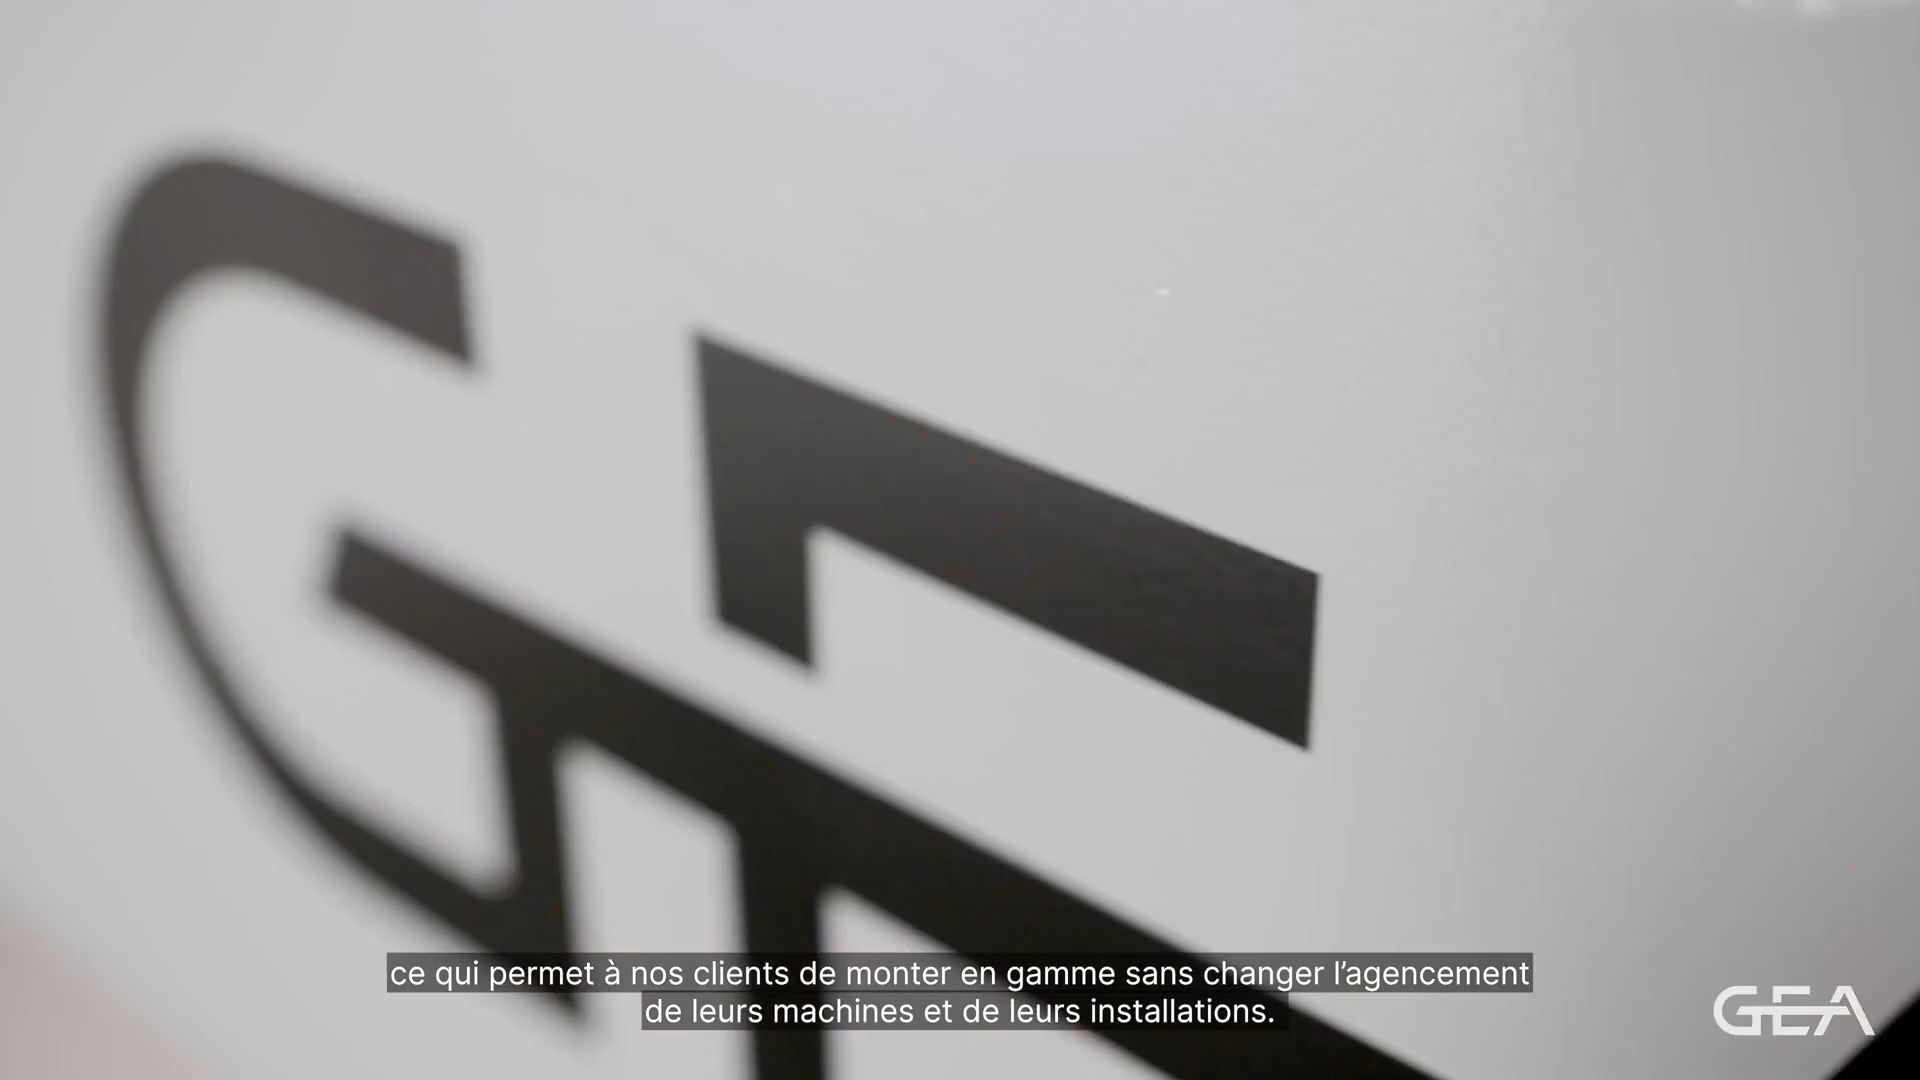 ce qui permet à nos clients de monter en gamme sans changer l’agencement
de leurs machines et de leurs installations.
GEA